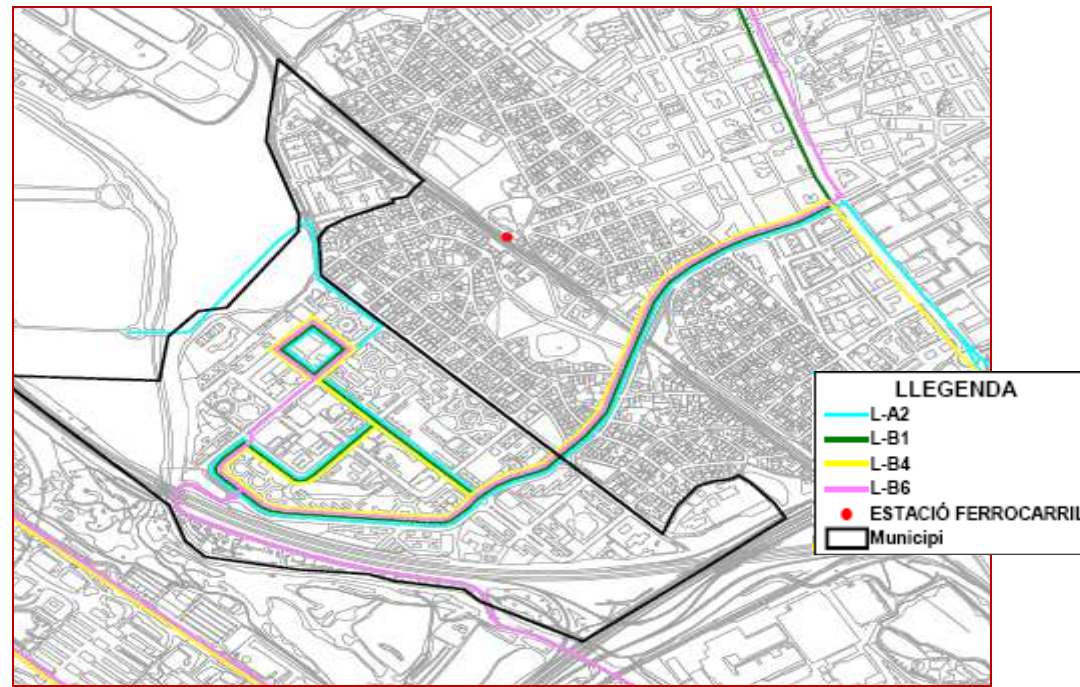 LLEGENDA
L-A2
L-B1
L-B4
L-B6
ESTACIÓ FERROCARRIL
Municipi